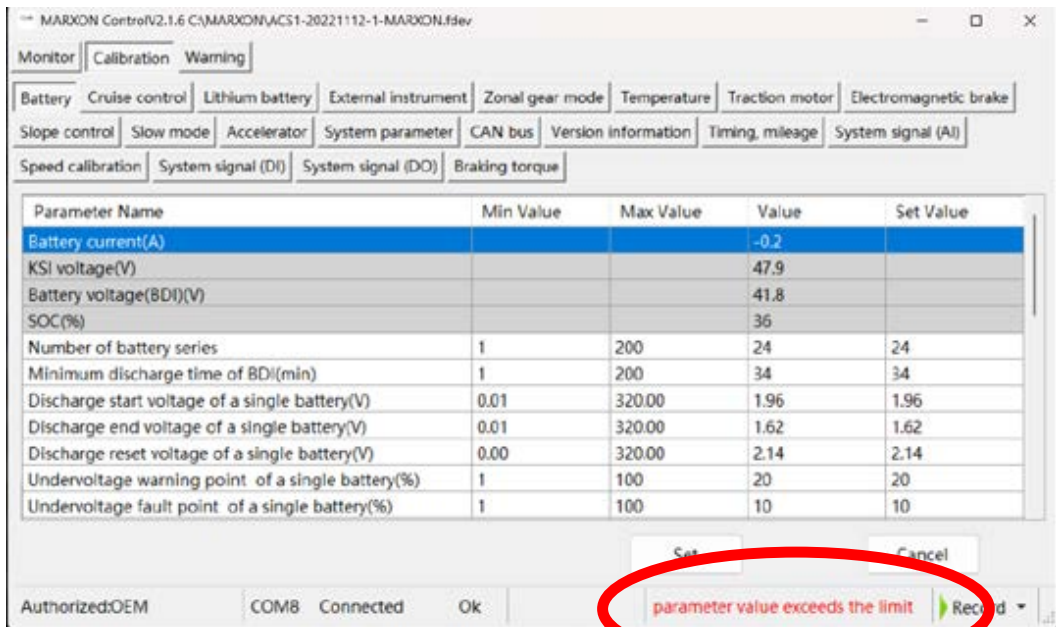 MARXON ControlV2.1.6 C:\MARXON\ACS1-20221112-1-MARXON.fdev
Monitor Calibration Warning
Battery Cruise control Lithium battery External instrument Zonal gear mode Temperature Traction motor Electromagnetic brake
Slope control Slow mode Accelerator System parameter CAN bus Version information Timing, mileage System signal (AI)
Speed calibration System signal (DI) System signal (DO) Braking torque
Parameter Name Min Value Max Value Value Set Value
Battery current(A) -0.2
KSI voltage(V) 47.9
Battery voltage(BDI)(V) 41.8
SOC(%) 36
Number of battery series 1 200 24 24
Minimum discharge time of BDI(min) 1 200 34 34
Discharge start voltage of a single battery(V) 0.01 320.00 1.96 1.96
Discharge end voltage of a single battery(V) 0.01 320.00 1.62 1.62
Discharge reset voltage of a single battery(V) 0.00 320.00 2.14 2.14
Undervoltage warning point of a single battery(%) 1 100 20 20
Undervoltage fault point of a single battery(%) 1 100 10 10
Set Cancel
Authorized:OEM COM8 Connected Ok parameter value exceeds the limit Record